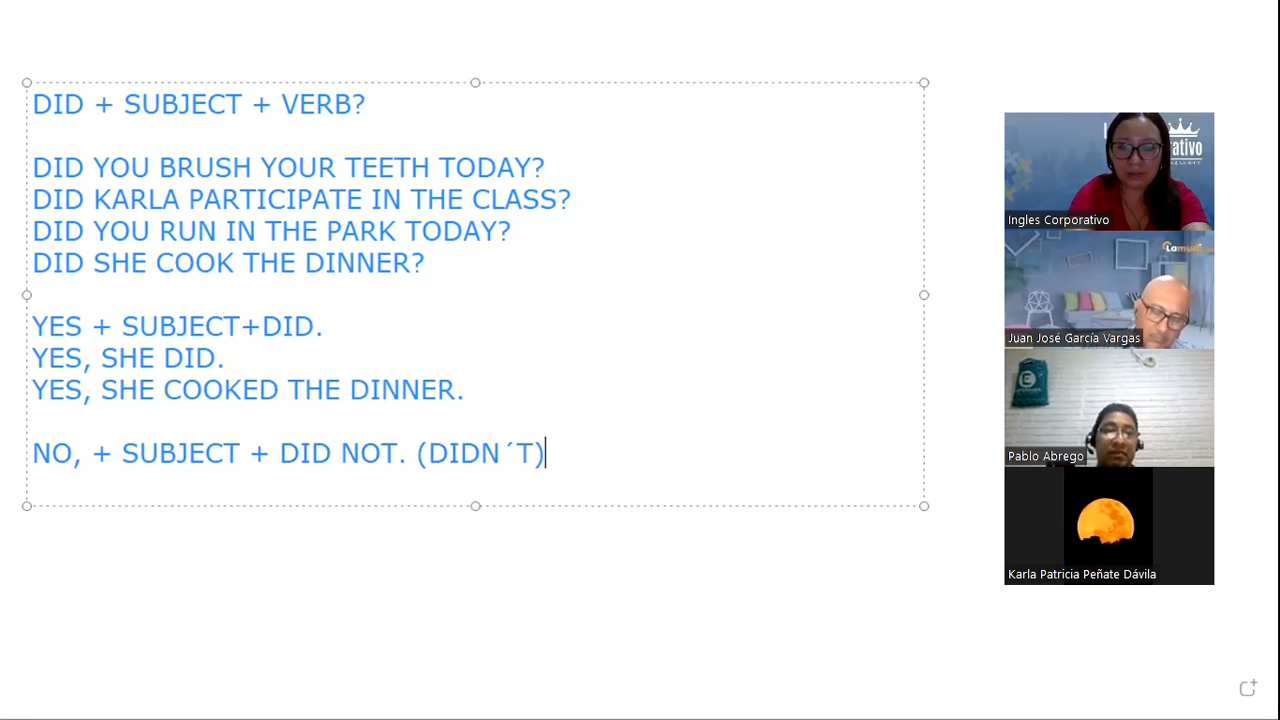 DID + SUBJECT + VERB?
DID YOU BRUSH YOUR TEETH TODAY?
DID KARLA PARTICIPATE IN THE CLASS?
DID YOU RUN IN THE PARK TODAY?
DID SHE COOK THE DINNER?
YES + SUBJECT+DID.
YES, SHE DID.
YES, SHE COOKED THE DINNER.
NO, + SUBJECT + DID NOT. (DIDN´T)
Ingles Corporativo
Juan José García Vargas
Pablo Abrego
Karla Patricia Peñate Dávila